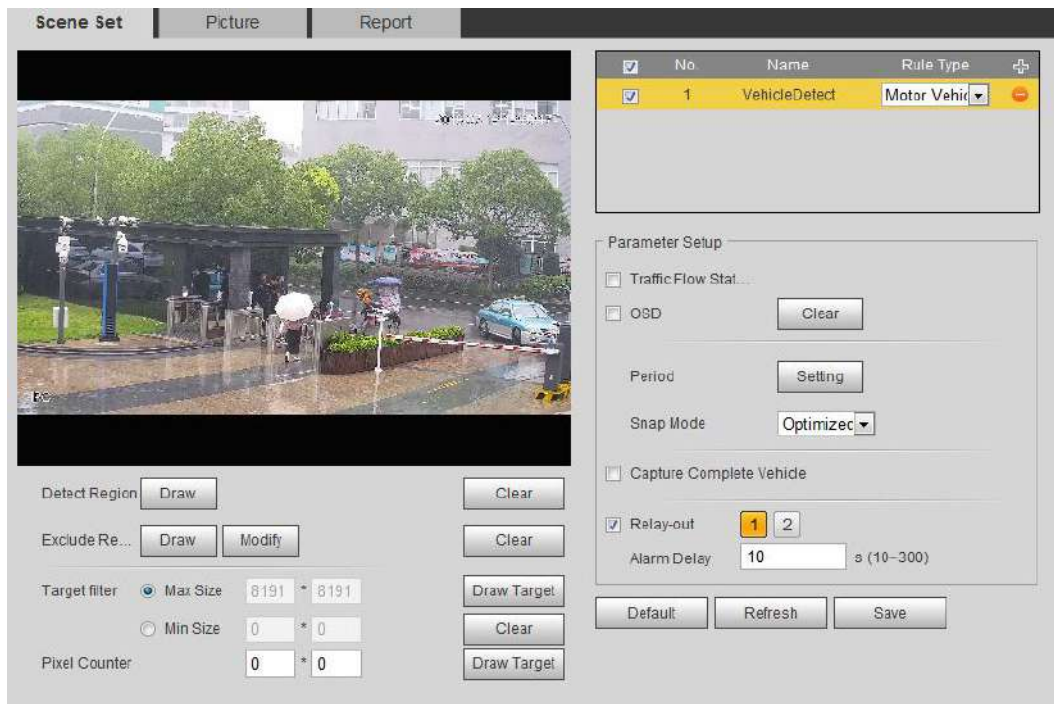 Scene Set Picture Report
No. Name Rule Type
1 VehicleDetect Motor Vehic
Parameter Setup
Traffic Flow Stat...
OSD Clear
Period Setting
Snap Mode Optimizec
Capture Complete Vehicle
Relay-out 1 2
Alarm Delay 10 s (10~300)
Default Refresh Save
Detect Region Draw Clear
Exclude Re... Draw Modify Clear
Target filter Max Size 8191 * 8191 Draw Target
Min Size 0 * 0 Clear
Pixel Counter 0 * 0 Draw Target